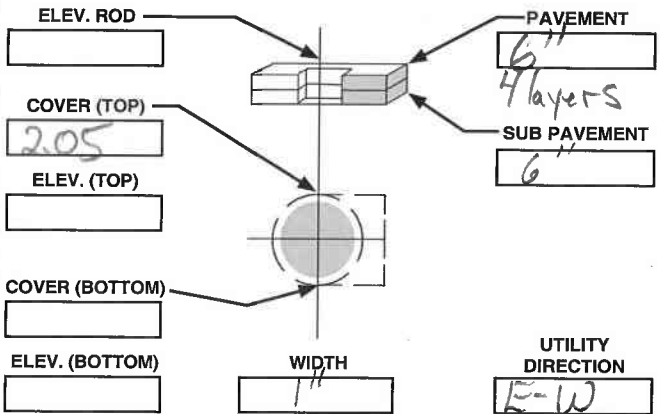 ELEV. ROD
PAVEMENT
6"
4 layers
COVER (TOP)
2.05
SUB PAVEMENT
6"
ELEV. (TOP)
COVER (BOTTOM)
ELEV. (BOTTOM)
WIDTH
1"
UTILITY
DIRECTION
E-W